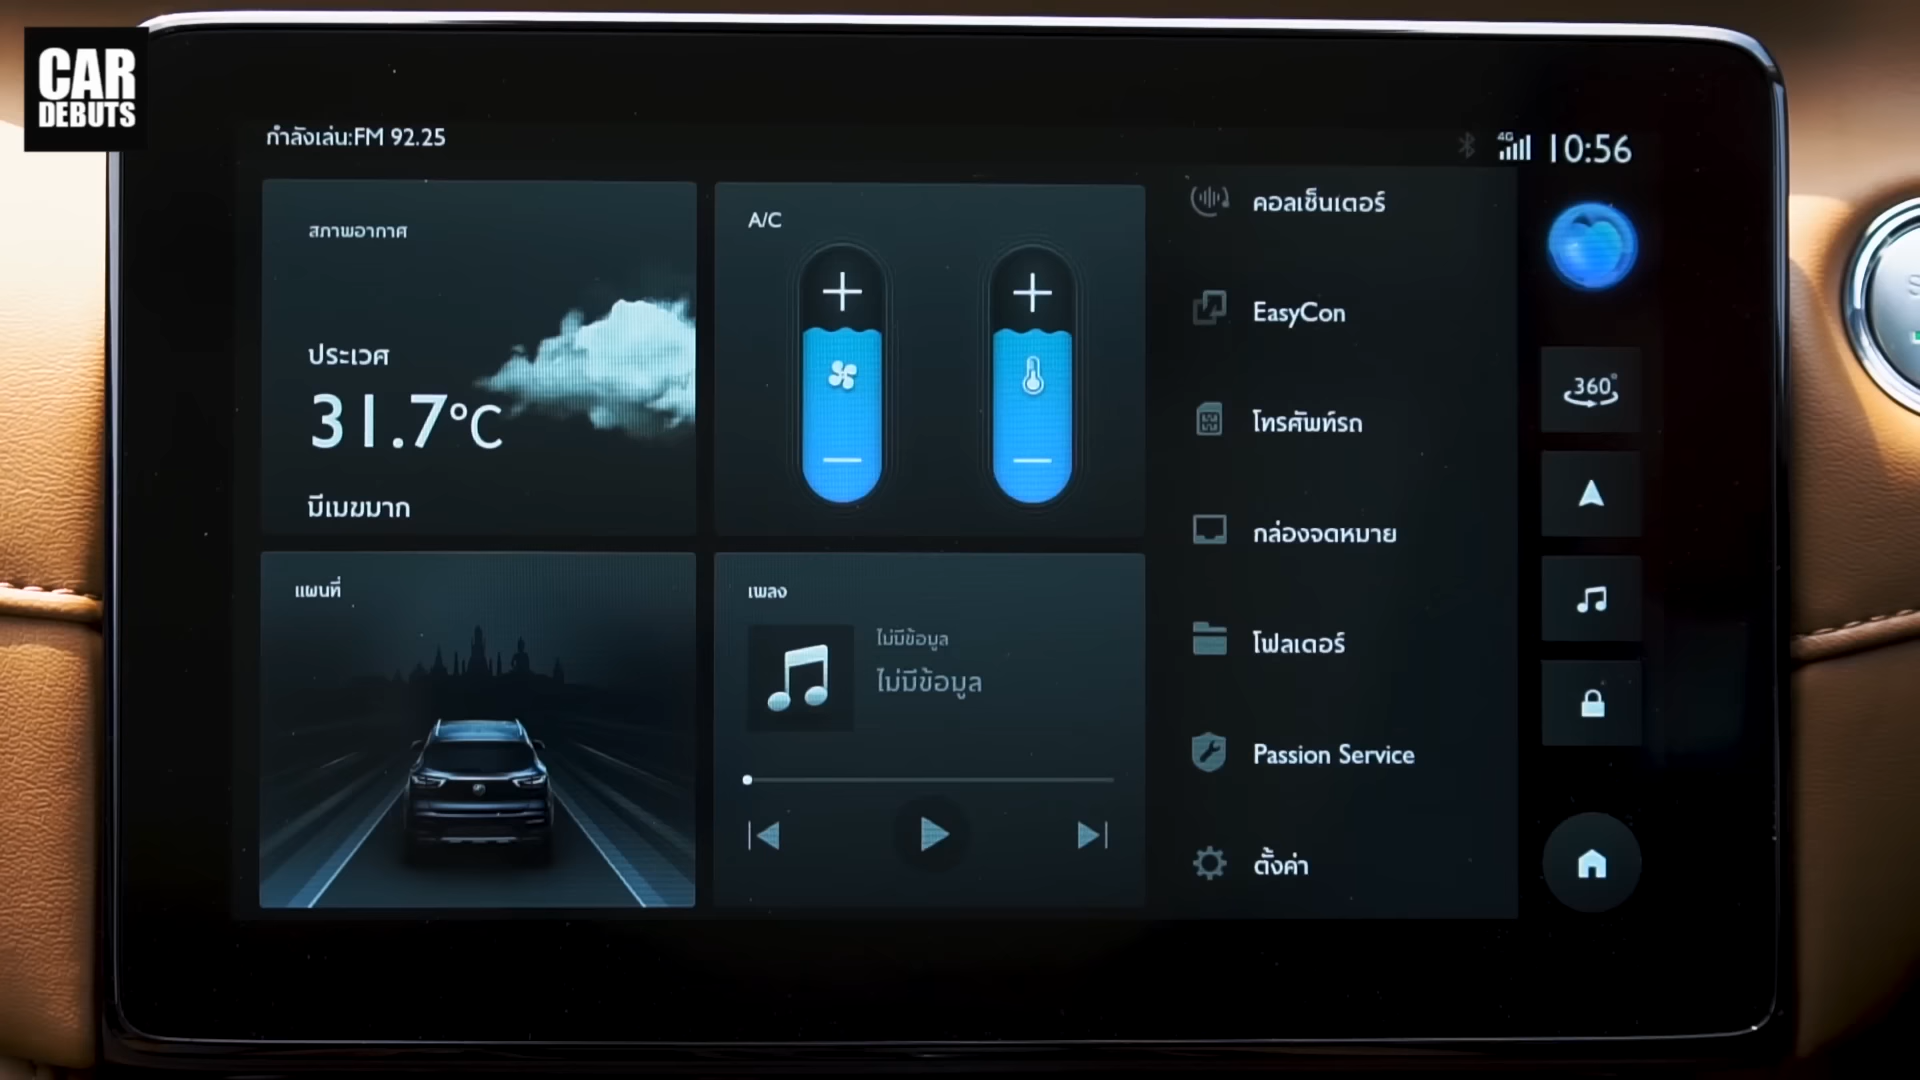 CAR
DEBUTS
กำลังเล่น:FM 92.25
4G
10:56
สภาพอากาศ
ประเวศ
31.7°C
มีเมฆมาก
A/C
แผนที่
เพลง
ไม่มีข้อมูล
ไม่มีข้อมูล
คอลเซ็นเตอร์
EasyCon
โทรศัพท์รถ
กล่องจดหมาย
โฟลเดอร์
Passion Service
ตั้งค่า
360°